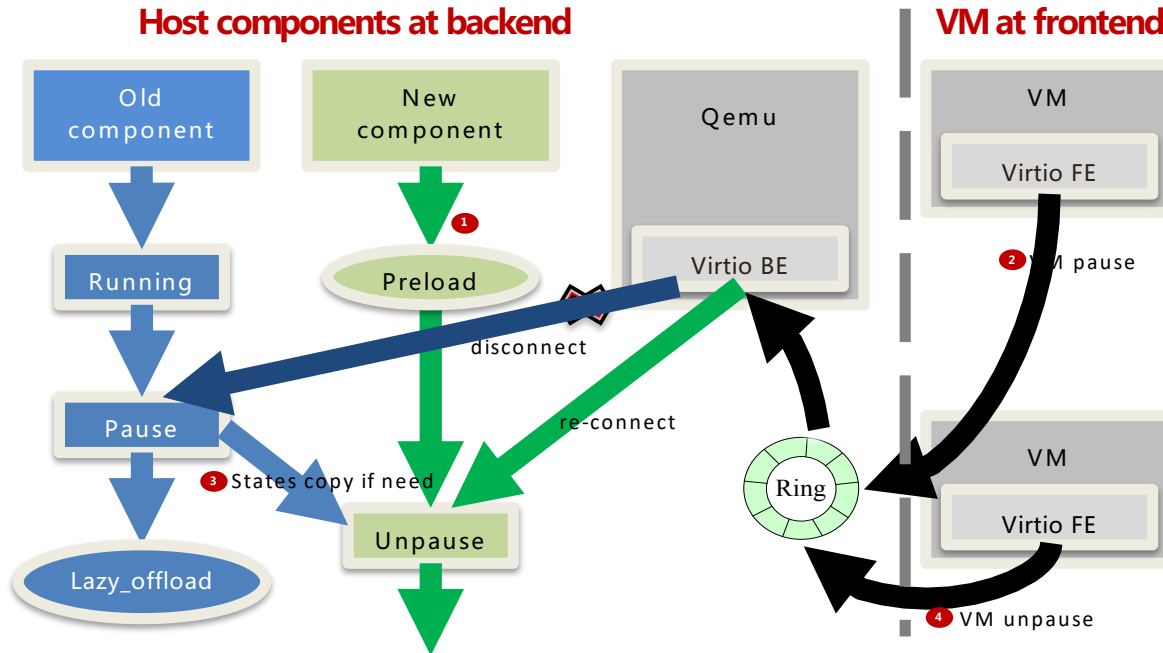 Host components at backend
VM at frontend
Old
component
New
component
Qemu
VM
Virtio FE
1
Running
Preload
Virtio BE
2 VM pause
disconnect
Pause
re-connect
VM
3 States copy if need
Ring
Unpause
Virtio FE
Lazy_offload
4 VM unpause